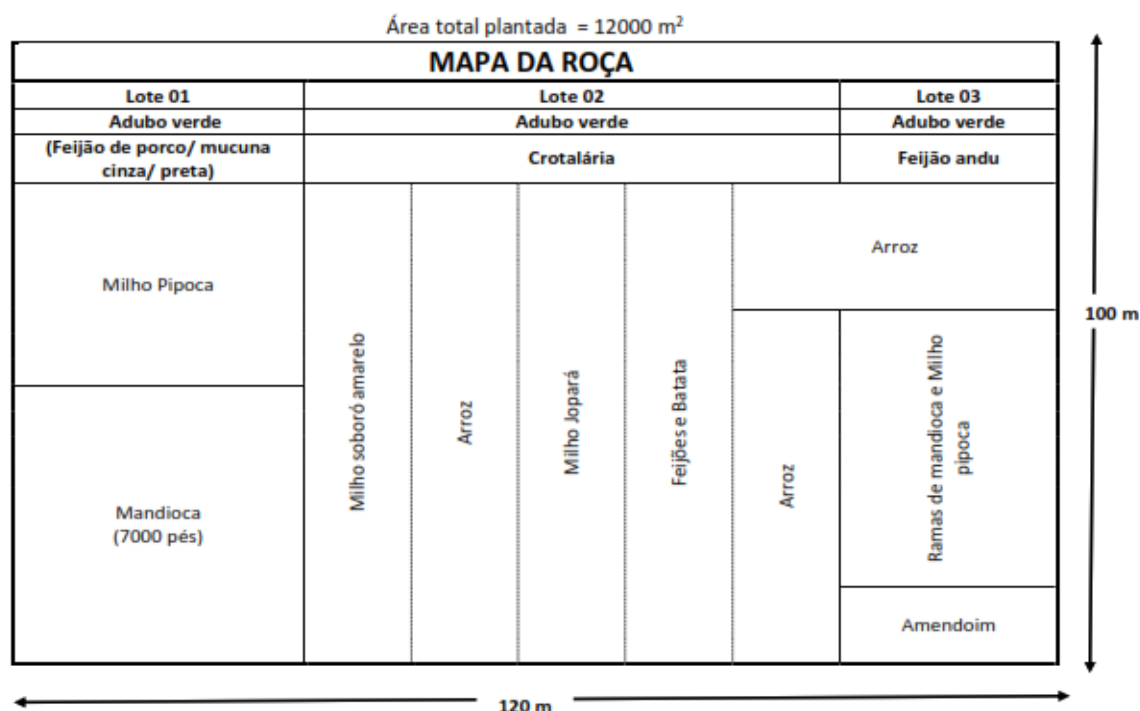 Área total plantada = 12000 m²
MAPA DA ROÇA
Lote 01
Lote 02
Lote 03
Adubo verde
Adubo verde
Adubo verde
(Feijão de porco/ mucuna
cinza/ preta)
Crotalária
Feijão andu
Milho Pipoca
Mandioca
(7000 pés)
Milho soboró amarelo
Arroz
Milho Jopará
Feijões e Batata
Arroz
Arroz
Ramas de mandioca e Milho
pipoca
Amendoim
100 m
120 m